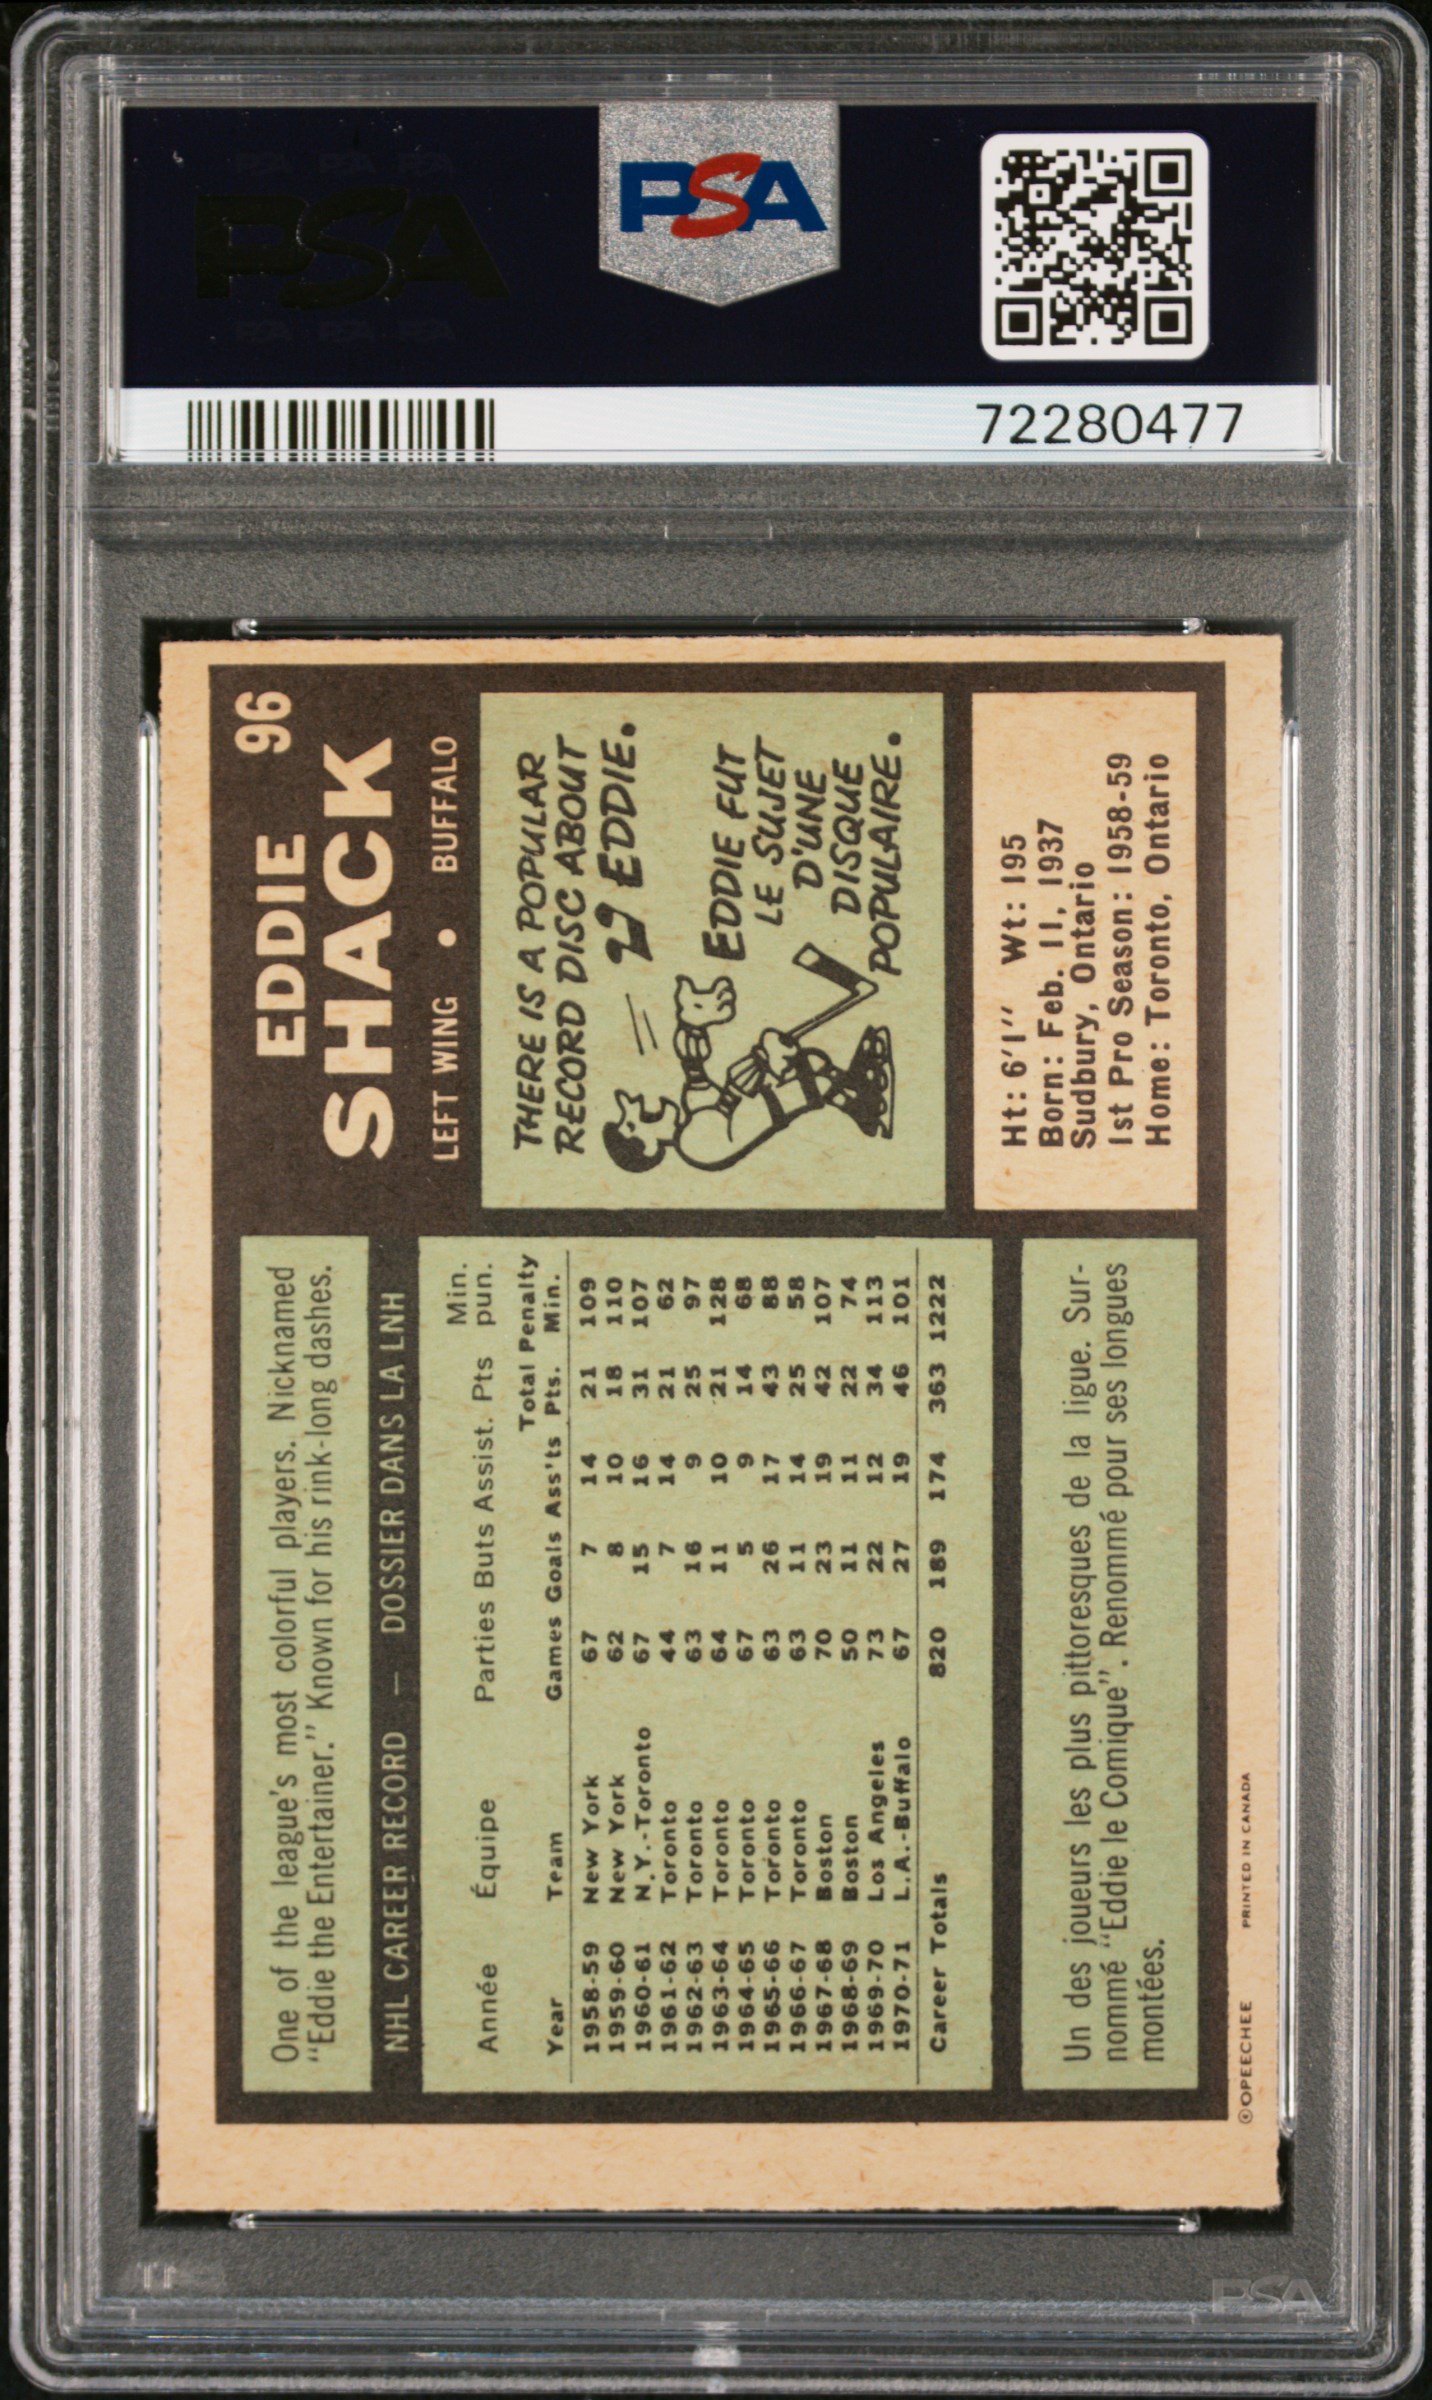 PSA
PSA
72280477
EDDIE 96
SHACK
LEFT WING • BUFFALO
One of the league's most colorful players. Nicknamed
"Eddie the Entertainer." Known for his rink-long dashes.
NHL CAREER RECORD — DOSSIER DANS LA LNH
Année Équipe Parties Buts Assist. Pts Min. pun.
Year Team Games Goals Ass'ts Total Pts. Penalty Min.
1958-59 New York 67 7 14 21 109
1959-60 New York 62 8 10 18 110
1960-61 N.Y.-Toronto 67 15 16 31 107
1961-62 Toronto 44 7 14 21 62
1962-63 Toronto 63 16 9 25 97
1963-64 Toronto 64 11 10 21 128
1964-65 Toronto 67 5 9 14 68
1965-66 Toronto 63 26 17 43 88
1966-67 Toronto 63 11 14 25 58
1967-68 Boston 70 23 19 42 107
1968-69 Boston 50 11 11 22 74
1969-70 Los Angeles 73 22 12 34 113
1970-71 L.A.-Buffalo 67 27 19 46 101
Career Totals 820 189 174 363 1222
Un des joueurs les plus pittoresques de la ligue. Sur-
nommé "Eddie le Comique". Renommé pour ses longues
montées.
THERE IS A POPULAR
RECORD DISC ABOUT
EDDIE.
EDDIE FUT
LE SUJET
D'UNE
DISQUE
POPULAIRE.
Ht: 6'1" Wt: 195
Born: Feb. 11, 1937
Sudbury, Ontario
1st Pro Season: 1958-59
Home: Toronto, Ontario
©OPEECHEE PRINTED IN CANADA
PSA